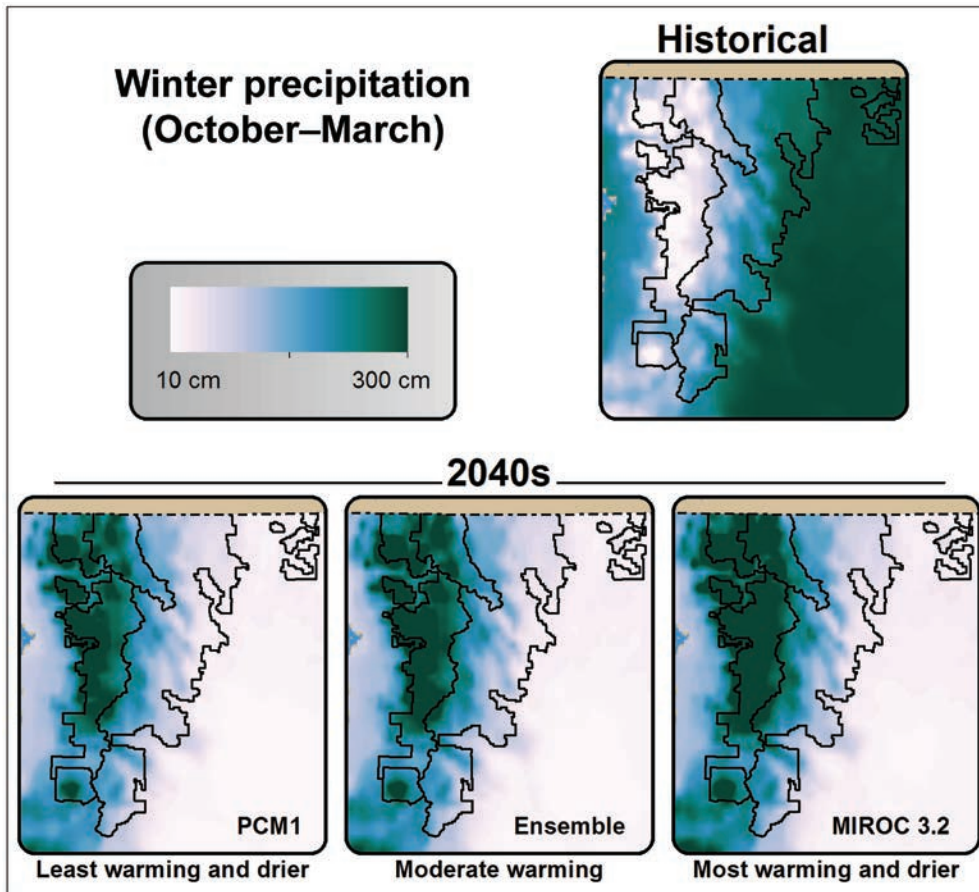 Winter precipitation
(October–March)
Historical
10 cm
300 cm
2040s
PCM1
Ensemble
MIROC 3.2
Least warming and drier
Moderate warming
Most warming and drier